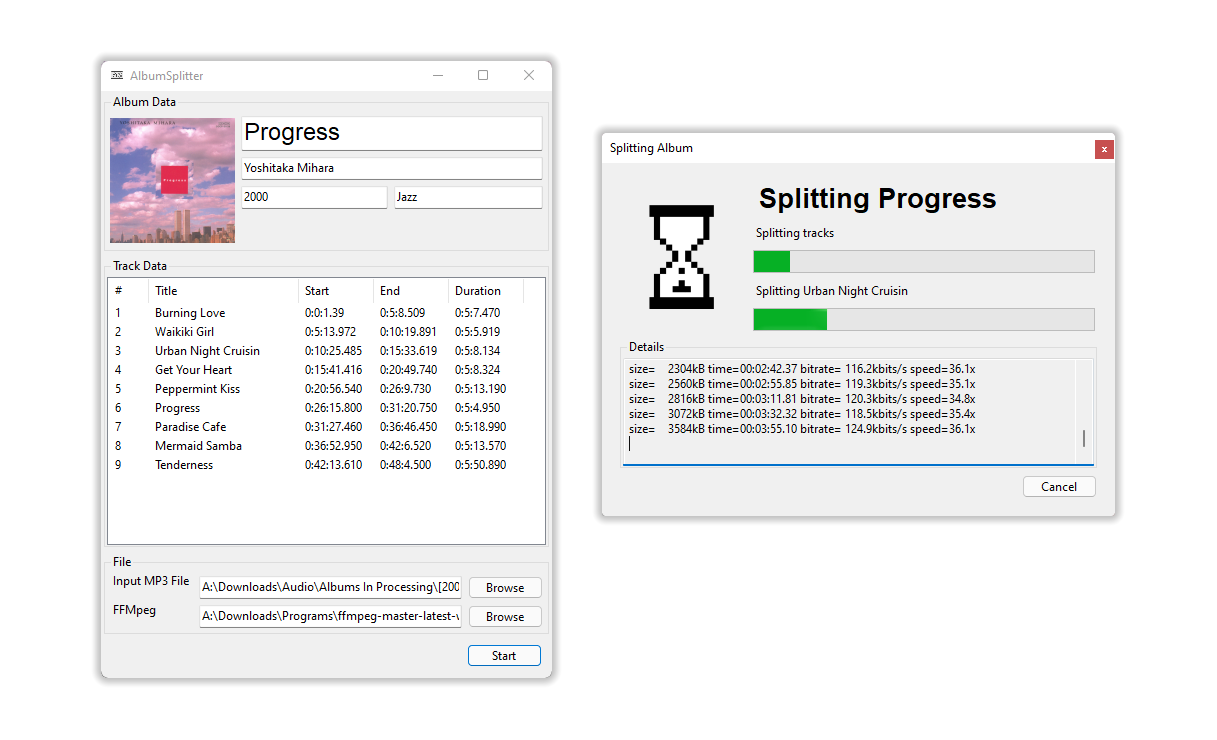 AlbumSplitter
Album Data
YOSHITAKA MIHARA
Progress
Progress
Yoshitaka Mihara
2000 Jazz
Track Data
# Title Start End Duration
1 Burning Love 0:0:1.39 0:5:8.509 0:5:7.470
2 Waikiki Girl 0:5:13.972 0:10:19.891 0:5:5.919
3 Urban Night Cruisin 0:10:25.485 0:15:33.619 0:5:8.134
4 Get Your Heart 0:15:41.416 0:20:49.740 0:5:8.324
5 Peppermint Kiss 0:20:56.540 0:26:9.730 0:5:13.190
6 Progress 0:26:15.800 0:31:20.750 0:5:4.950
7 Paradise Cafe 0:31:27.460 0:36:46.450 0:5:18.990
8 Mermaid Samba 0:36:52.950 0:42:6.520 0:5:13.570
9 Tenderness 0:42:13.610 0:48:4.500 0:5:50.890
File
Input MP3 File A:\Downloads\Audio\Albums In Processing\[200 Browse
FFMpeg A:\Downloads\Programs\ffmpeg-master-latest- Browse
Start
Splitting Album x
Splitting Progress
Splitting tracks
Splitting Urban Night Cruisin
Details
size= 2304kB time=00:02:42.37 bitrate= 116.2kbits/s speed=36.1x
size= 2560kB time=00:02:55.85 bitrate= 119.3kbits/s speed=35.1x
size= 2816kB time=00:03:11.81 bitrate= 120.3kbits/s speed=34.8x
size= 3072kB time=00:03:32.32 bitrate= 118.5kbits/s speed=35.4x
size= 3584kB time=00:03:55.10 bitrate= 124.9kbits/s speed=36.1x
Cancel